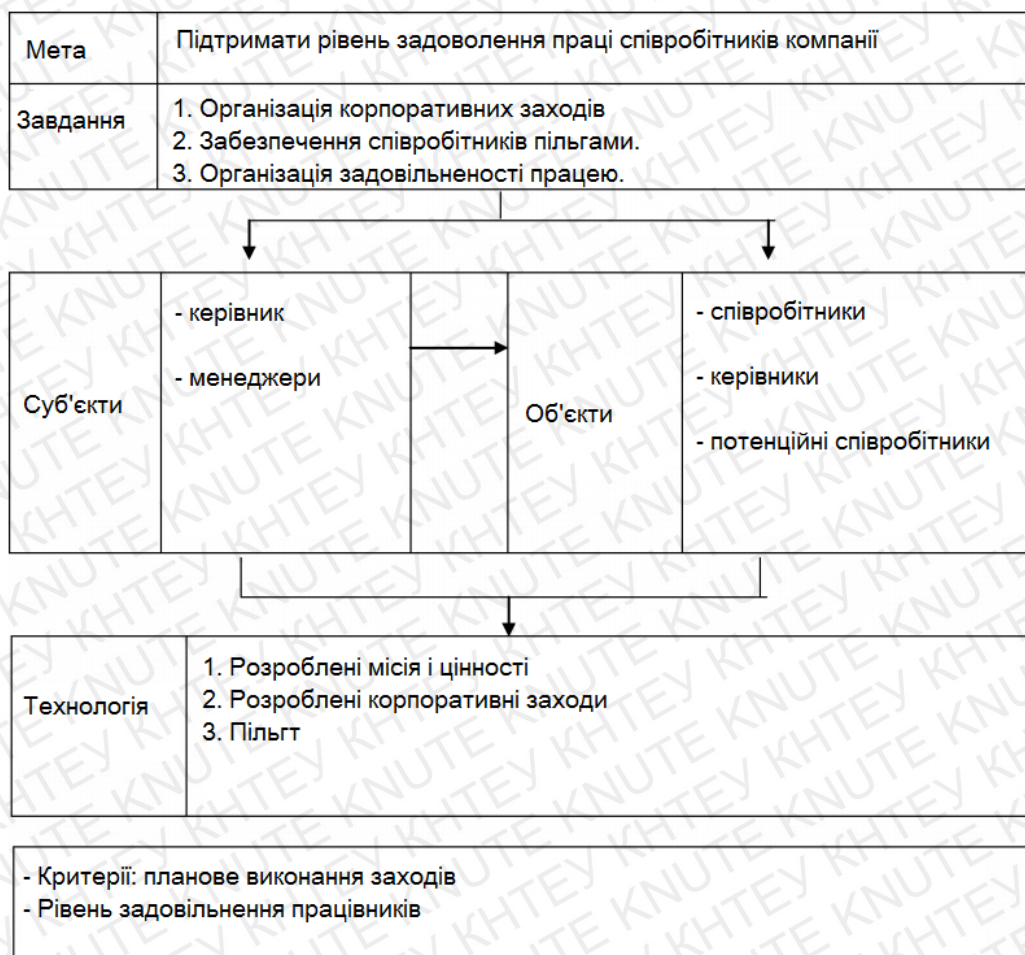 Мета
Підтримати рівень задоволення праці співробітників компанії
Завдання
1. Організація корпоративних заходів
2. Забезпечення співробітників пільгами.
3. Організація задовільненості працею.
Суб'єкти
- керівник
- менеджери
Об'єкти
- співробітники
- керівники
- потенційні співробітники
Технологія
1. Розроблені місія і цінності
2. Розроблені корпоративні заходи
3. Пільгт
- Критерії: планове виконання заходів
- Рівень задовільнення працівників